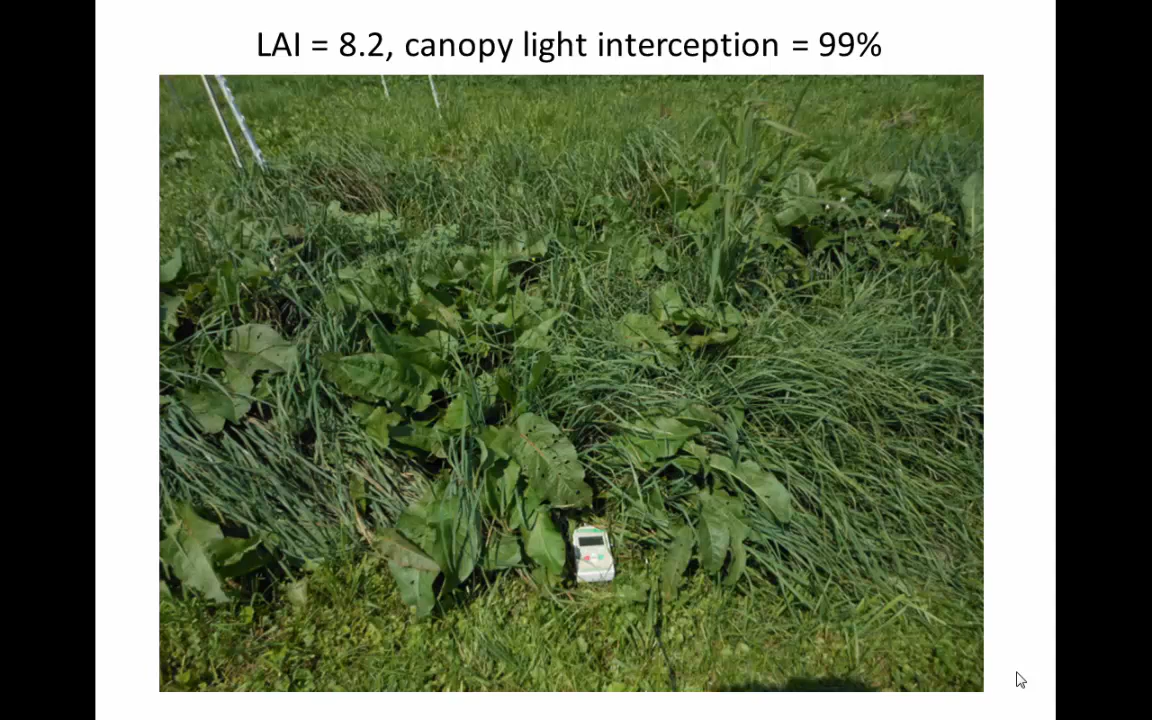 LAI = 8.2, canopy light interception = 99%